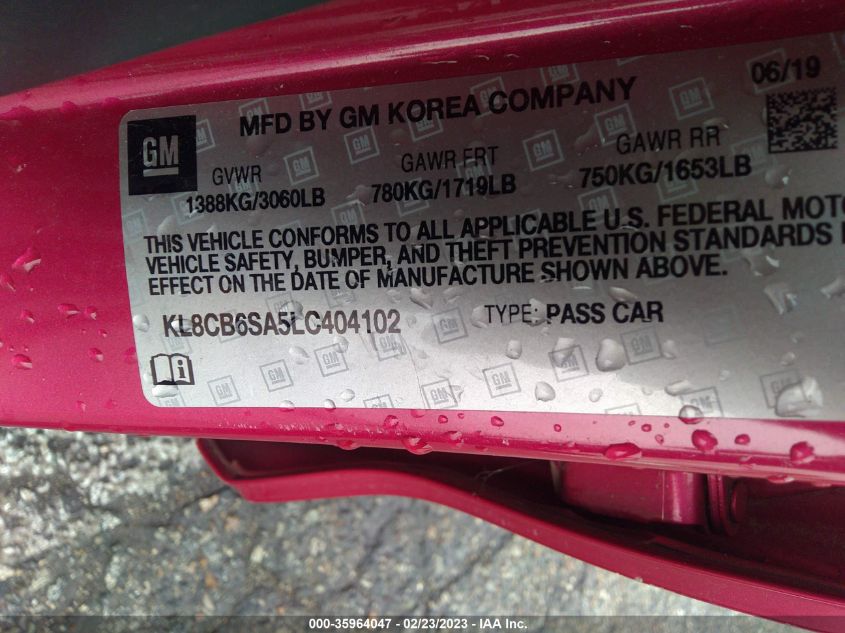 06/19
MFD BY GM KOREA COMPANY
GM
GVWR GAWR FRT GAWR RR
1388KG/3060LB 780KG/1719LB 750KG/1653LB
THIS VEHICLE CONFORMS TO ALL APPLICABLE U.S. FEDERAL
VEHICLE SAFETY, BUMPER, AND THEFT PREVENTION STANDARDS
EFFECT ON THE DATE OF MANUFACTURE SHOWN ABOVE.
KL8CB6SA5LC404102 TYPE: PASS CAR
000-35964047 - 02/23/2023 - IAA Inc.